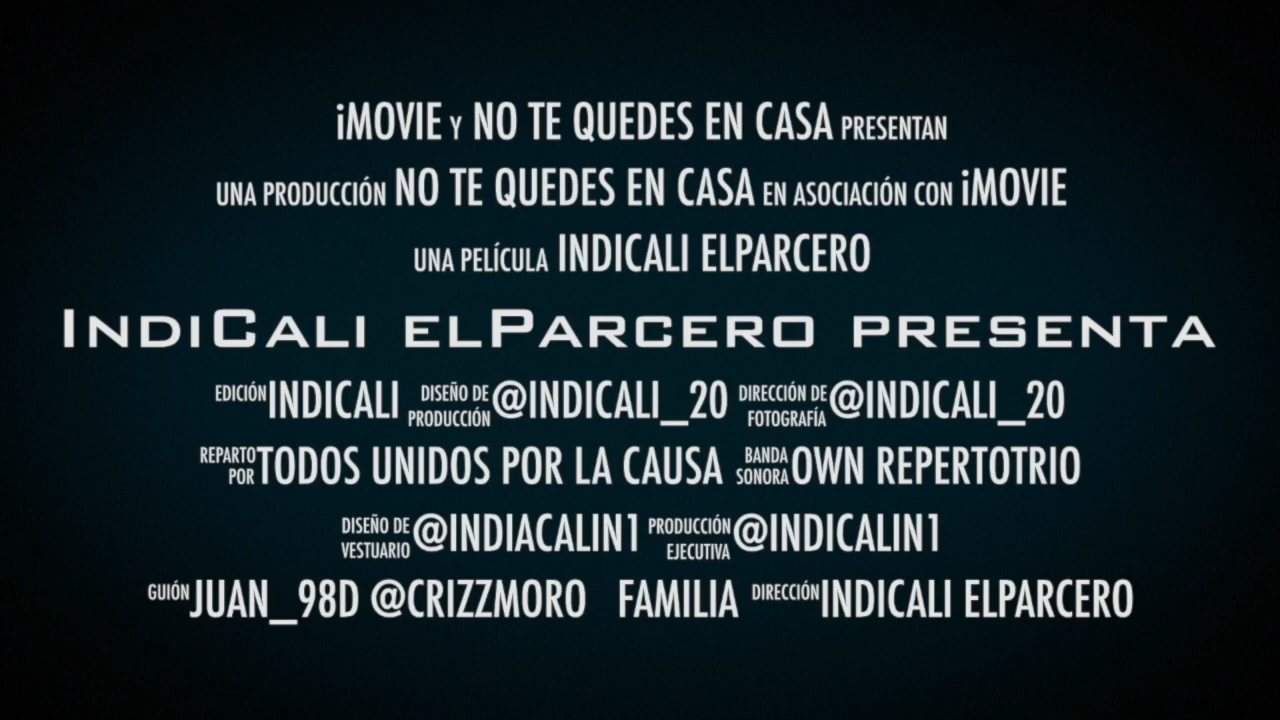 iMOVIE Y NO TE QUEDES EN CASA PRESENTAN
UNA PRODUCCIÓN NO TE QUEDES EN CASA EN ASOCIACIÓN CON iMOVIE
UNA PELÍCULA INDICALI ELPARCERO
INDICALI ELPARCERO PRESENTA
EDICIÓN INDICALI DISEÑO DE PRODUCCIÓN @INDICALI_20 DIRECCIÓN DE FOTOGRAFÍA @INDICALI_20
REPARTO POR TODOS UNIDOS POR LA CAUSA BANDA SONORA OWN REPERTOTRIO
DISEÑO DE VESTUARIO @INDIACALIN1 PRODUCCIÓN EJECUTIVA @INDICALIN1
GUIÓN JUAN_98D @CRIZZMORO FAMILIA DIRECCIÓN INDICALI ELPARCERO